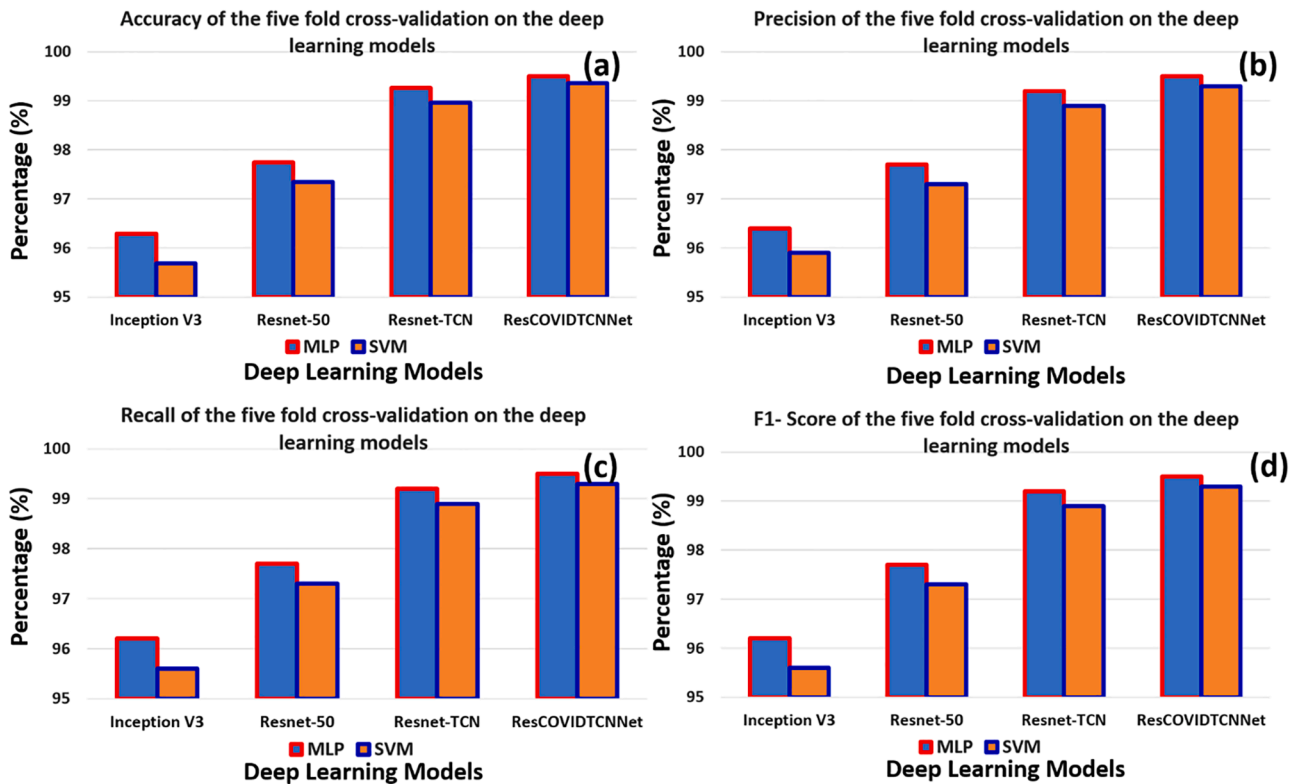 Accuracy of the five fold cross-validation on the deep
learning models
(a)
Percentage (%)
100
99
98
97
96
95
Inception V3 Resnet-50 Resnet-TCN ResCOVIDTCNNet
MLP SVM
Deep Learning Models
Precision of the five fold cross-validation on the deep
learning models
(b)
Percentage (%)
100
99
98
97
96
95
Inception V3 Resnet-50 Resnet-TCN ResCOVIDTCNNet
MLP SVM
Deep Learning Models
Recall of the five fold cross-validation on the deep
learning models
(c)
Percentage (%)
100
99
98
97
96
95
Inception V3 Resnet-50 Resnet-TCN ResCOVIDTCNNet
MLP SVM
Deep Learning Models
F1- Score of the five fold cross-validation on the deep
learning models
(d)
Percentage (%)
100
99
98
97
96
95
Inception V3 Resnet-50 Resnet-TCN ResCOVIDTCNNet
MLP SVM
Deep Learning Models